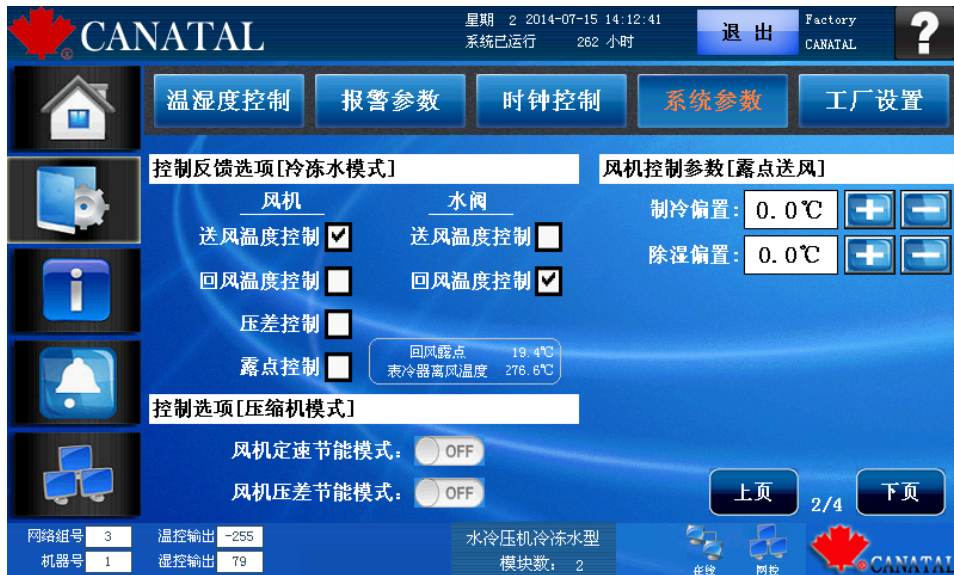 CANATAL
星期 2 2014-07-15 14:12:41
系统已运行 262 小时
退 出
Factory
CANATAL
?
温湿度控制 报警参数 时钟控制 系统参数 工厂设置
控制反馈选项[冷冻水模式] 风机控制参数[露点送风]
风机 水阀
制冷偏置: 0.0℃
送风温度控制 送风温度控制
除湿偏置: 0.0℃
回风温度控制 回风温度控制
压差控制
露点控制
回风露点 19.4℃
表冷器离风温度 276.6℃
控制选项[压缩机模式]
风机定速节能模式: OFF
风机压差节能模式: OFF
上页 2/4 下页
网络组号 3 温控输出 -255
机器号 1 湿控输出 79
水冷压机冷冻水型
模块数: 2
在线 网控
CANATAL